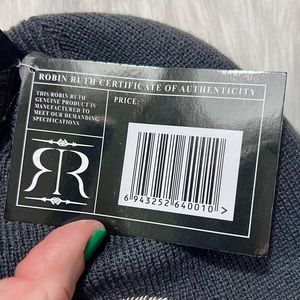 ROBIN RUTH CERTIFICATE OF AUTHENTICITY
THIS ROBIN RUTH
GENUINE PRODUCT IS
MANUFACTURED TO
MEET OUR DEMANDING
SPECIFICATIONS
PRICE:
RR
6 943252 640010 >